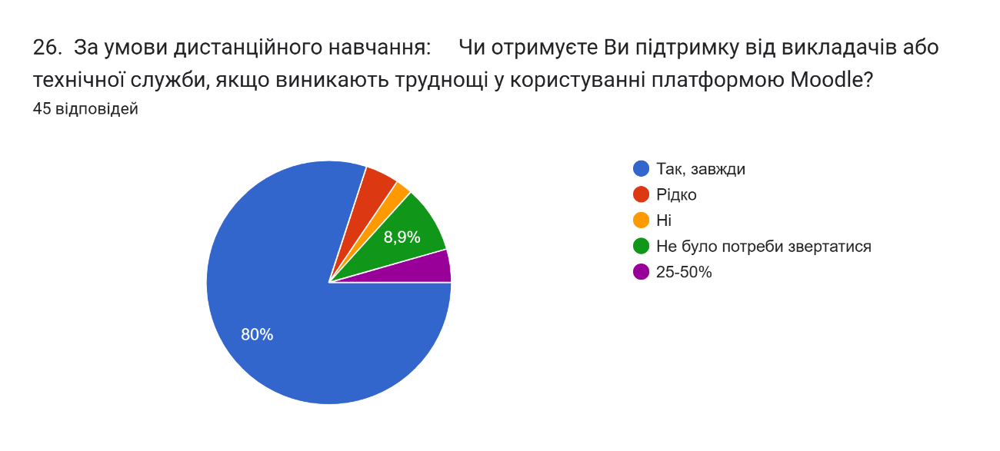 26.  За умови дистанційного навчання:     Чи отримуєте Ви підтримку від викладачів або
технічної служби, якщо виникають труднощі у користуванні платформою Moodle?
45 відповідей
Так, завжди
Рідко
Ні
Не було потреби звертатися
25-50%
8,9%
80%